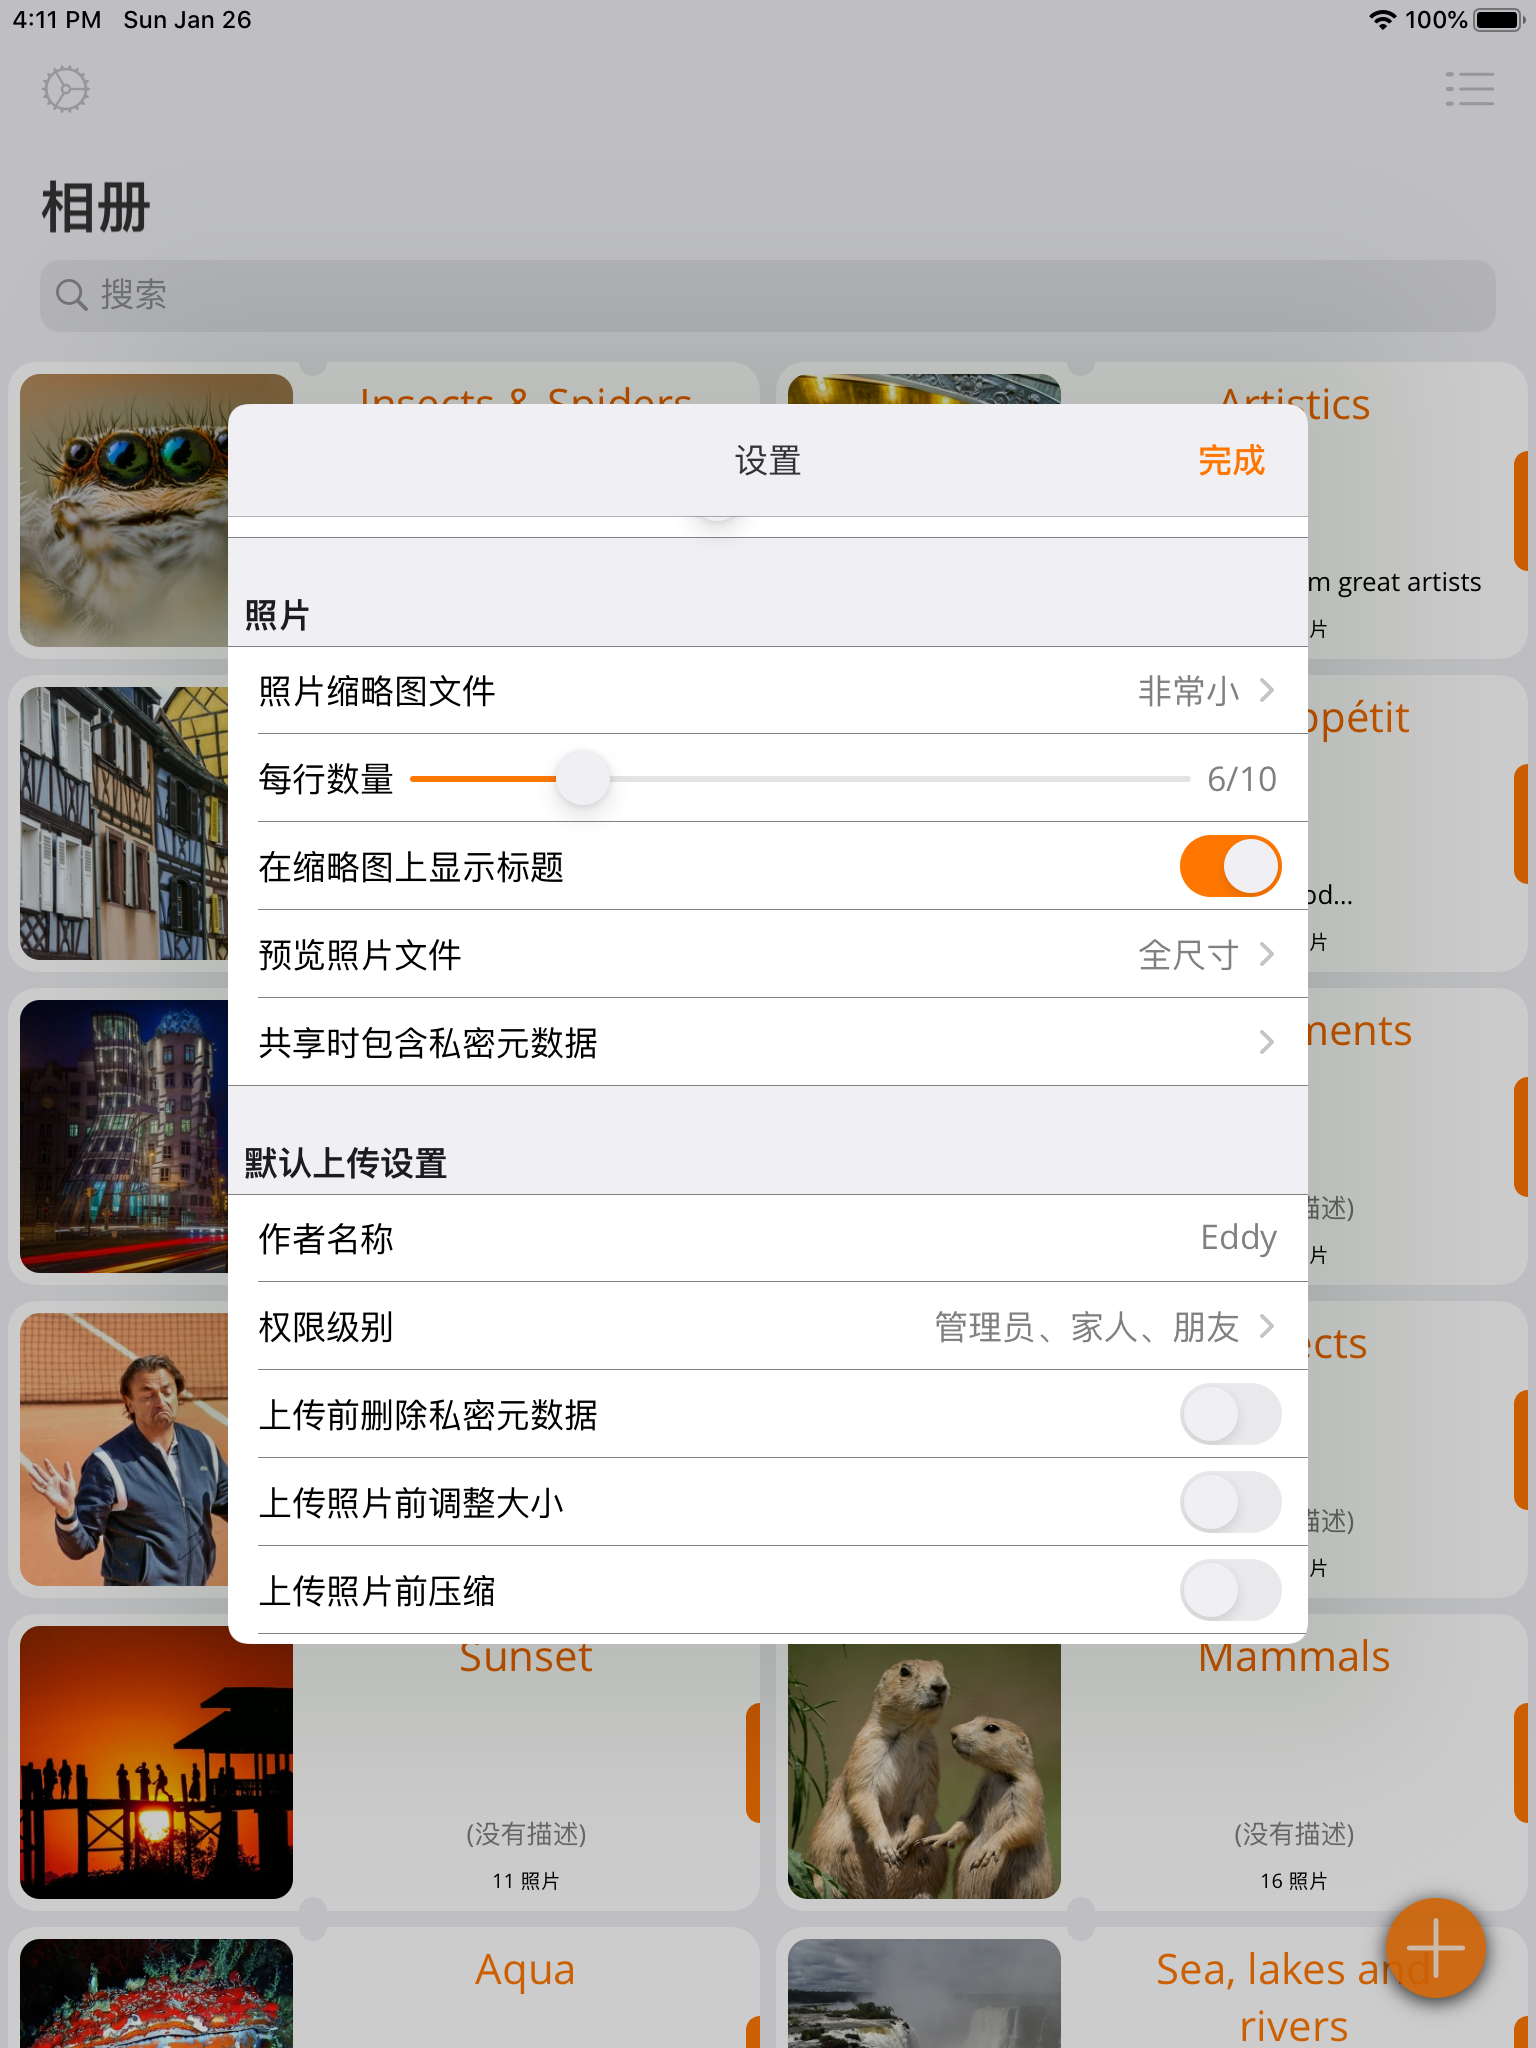 4:11 PM Sun Jan 26 100%
相册
搜索
Insects & Spiders
Artistics
设置
完成
m great artists
片
照片
照片缩略图文件 非常小
每行数量 6/10
在缩略图上显示标题
预览照片文件 全尺寸
共享时包含私密元数据
默认上传设置
作者名称 Eddy
权限级别 管理员、家人、朋友
上传前删除私密元数据
上传照片前调整大小
上传照片前压缩
ppétit
od...
片
ments
描述)
片
ects
描述)
片
Sunset
(没有描述)
11 照片
Mammals
(没有描述)
16 照片
Aqua
Sea, lakes and
rivers